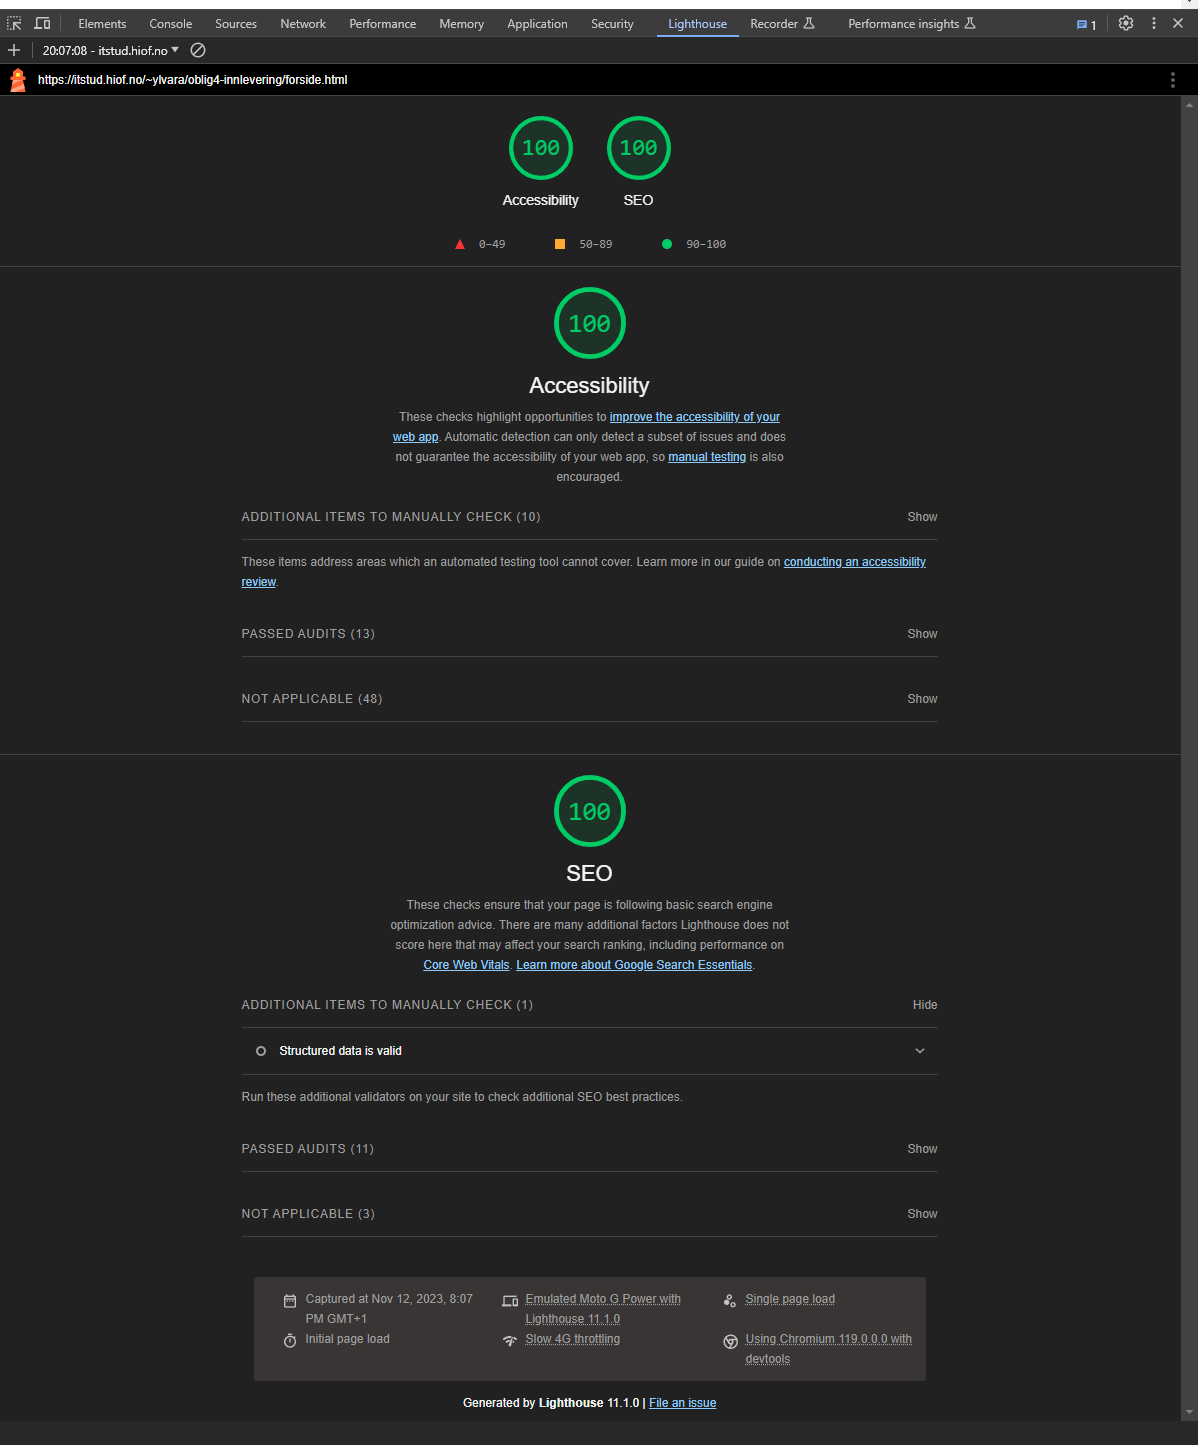 Elements Console Sources Network Performance Memory Application Security Lighthouse Recorder Performance insights 1
20:07:08 - itstud.hiof.no
https://itstud.hiof.no/~ylvara/oblig4-innlevering/forside.html
100 100
Accessibility SEO
0–49 50–89 90–100
100
Accessibility
These checks highlight opportunities to improve the accessibility of your
web app. Automatic detection can only detect a subset of issues and does
not guarantee the accessibility of your web app, so manual testing is also
encouraged.
ADDITIONAL ITEMS TO MANUALLY CHECK (10) Show
These items address areas which an automated testing tool cannot cover. Learn more in our guide on conducting an accessibility
review.
PASSED AUDITS (13) Show
NOT APPLICABLE (48) Show
100
SEO
These checks ensure that your page is following basic search engine
optimization advice. There are many additional factors Lighthouse does not
score here that may affect your search ranking, including performance on
Core Web Vitals. Learn more about Google Search Essentials.
ADDITIONAL ITEMS TO MANUALLY CHECK (1) Hide
Structured data is valid
Run these additional validators on your site to check additional SEO best practices.
PASSED AUDITS (11) Show
NOT APPLICABLE (3) Show
Captured at Nov 12, 2023, 8:07
PM GMT+1
Emulated Moto G Power with
Lighthouse 11.1.0
Single page load
Initial page load
Slow 4G throttling
Using Chromium 119.0.0.0 with
devtools
Generated by Lighthouse 11.1.0 | File an issue